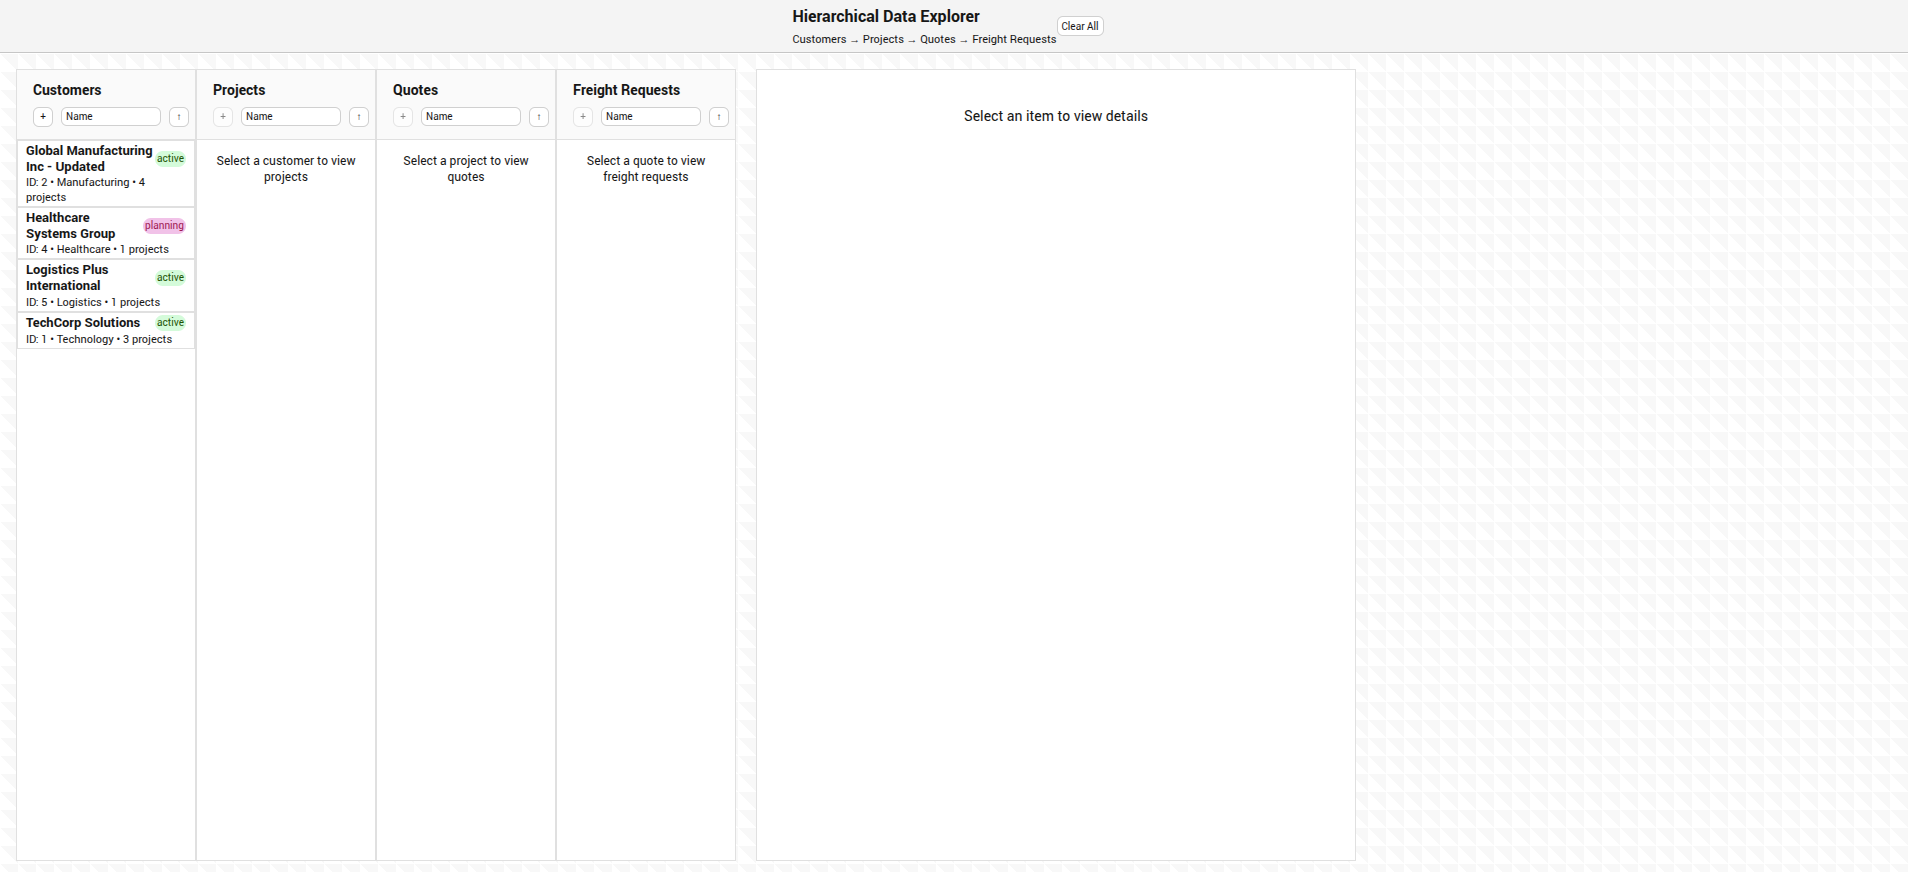 Hierarchical Data Explorer
Customers → Projects → Quotes → Freight Requests
Clear All
Customers
+ Name ↑
Global Manufacturing
Inc - Updated
active
ID: 2 • Manufacturing • 4
projects
Healthcare
Systems Group
planning
ID: 4 • Healthcare • 1 projects
Logistics Plus
International
active
ID: 5 • Logistics • 1 projects
TechCorp Solutions
active
ID: 1 • Technology • 3 projects
Projects
+ Name ↑
Select a customer to view
projects
Quotes
+ Name ↑
Select a project to view
quotes
Freight Requests
+ Name ↑
Select a quote to view
freight requests
Select an item to view details